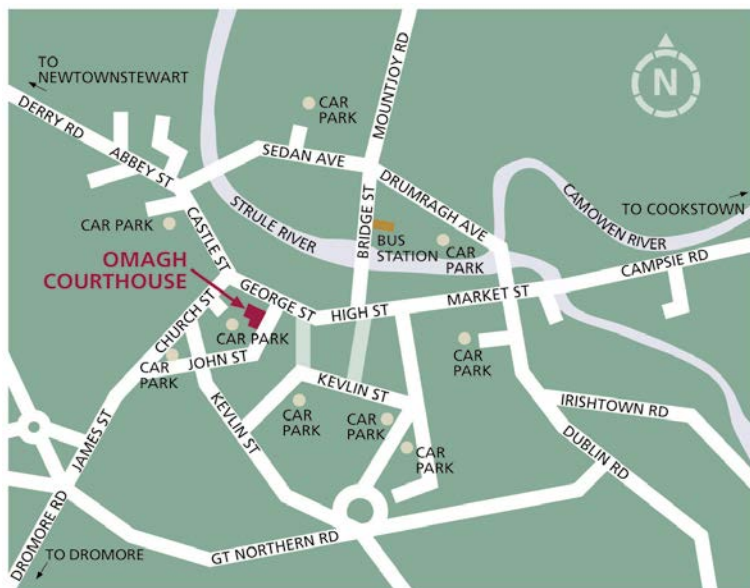 TO
NEWTOWNSTEWART
DERRY RD
ABBEY ST
CAR
PARK
MOUNTJOY RD
N
SEDAN AVE
DRUMRAGH AVE
CAMOWEN RIVER
TO COOKSTOWN
CAR PARK
CASTLE ST
STRULE RIVER
BRIDGE ST
BUS
STATION
CAR
PARK
CAMPSIE RD
OMAGH
COURTHOUSE
GEORGE ST
HIGH ST
MARKET ST
CHURCH ST
CAR PARK
JOHN ST
CAR
PARK
CAR
PARK
KEVLIN ST
KEVLIN ST
CAR
PARK
CAR
PARK
CAR
PARK
IRISHTOWN RD
DUBLIN RD
JAMES ST
DROMORE RD
TO DROMORE
GT NORTHERN RD